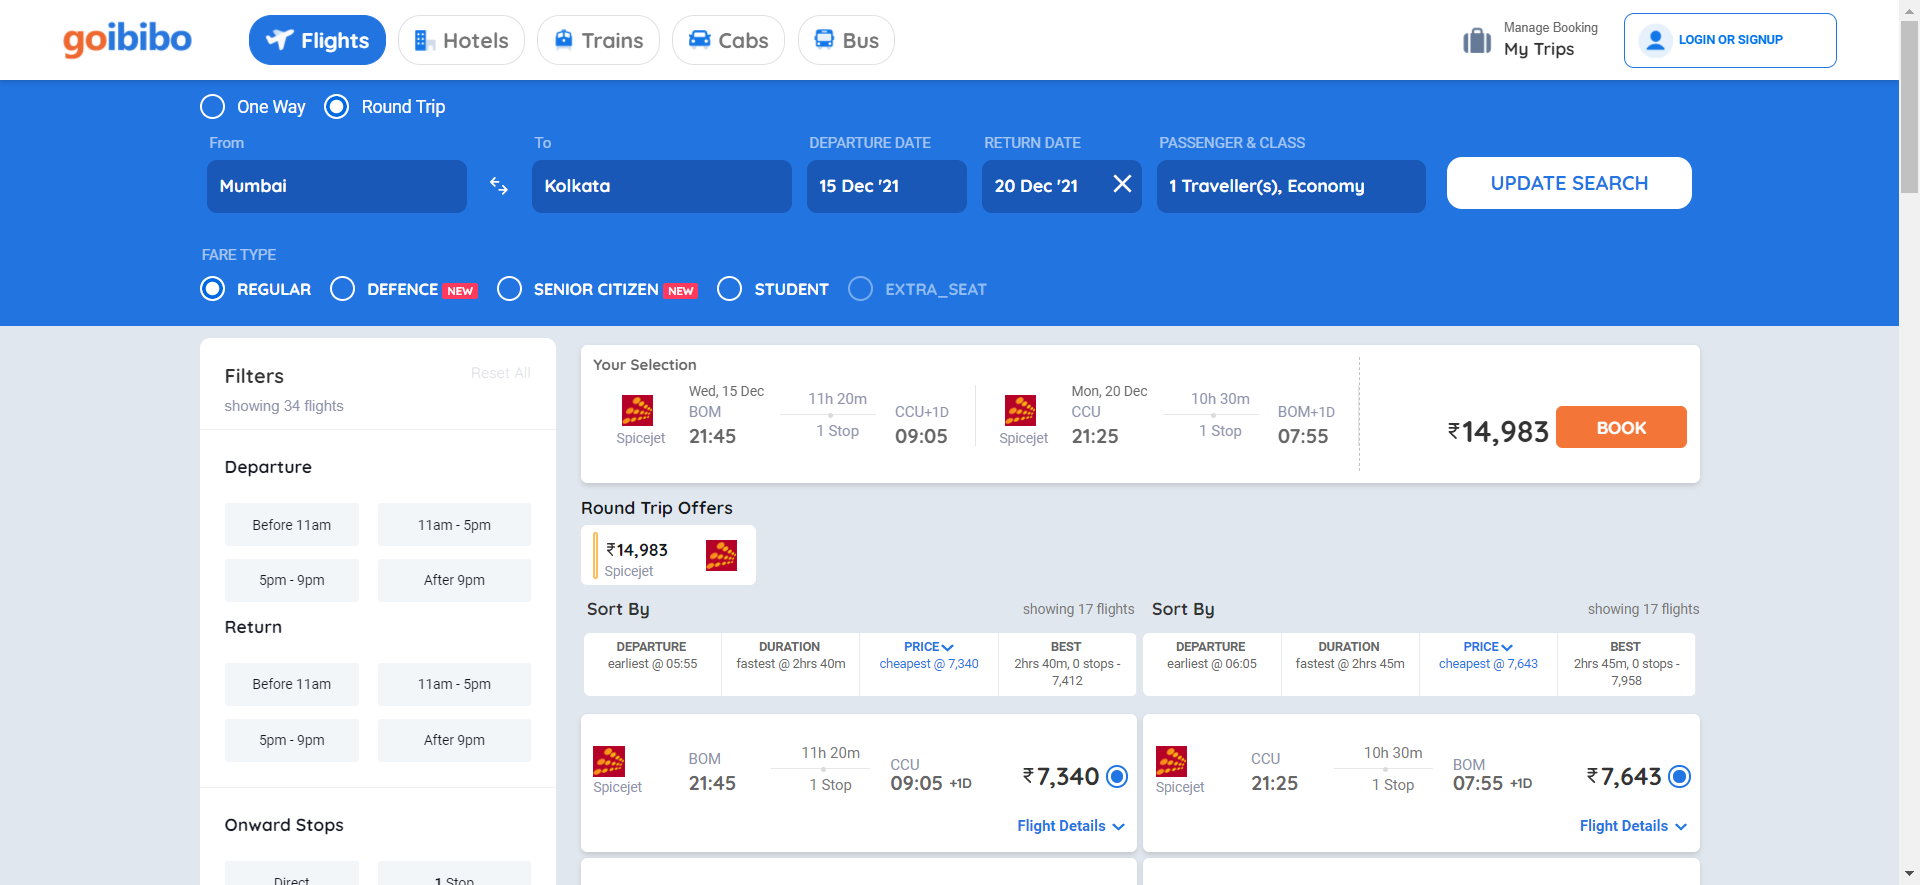 goibibo
Flights
Hotels
Trains
Cabs
Bus
Manage Booking
My Trips
LOGIN OR SIGNUP
One Way
Round Trip
From
To
DEPARTURE DATE
RETURN DATE
PASSENGER & CLASS
Mumbai
Kolkata
15 Dec '21
20 Dec '21
1 Traveller(s), Economy
UPDATE SEARCH
FARE TYPE
REGULAR
DEFENCE NEW
SENIOR CITIZEN NEW
STUDENT
EXTRA_SEAT
Filters
Reset All
showing 34 flights
Departure
Before 11am
11am - 5pm
5pm - 9pm
After 9pm
Return
Before 11am
11am - 5pm
5pm - 9pm
After 9pm
Onward Stops
Direct
1 Stop
Your Selection
Spicejet
Wed, 15 Dec
BOM
21:45
11h 20m
1 Stop
CCU+1D
09:05
Spicejet
Mon, 20 Dec
CCU
21:25
10h 30m
1 Stop
BOM+1D
07:55
₹14,983
BOOK
Round Trip Offers
₹14,983
Spicejet
Sort By
showing 17 flights
DEPARTURE
earliest @ 05:55
DURATION
fastest @ 2hrs 40m
PRICE
cheapest @ 7,340
BEST
2hrs 40m, 0 stops -
7,412
Sort By
showing 17 flights
DEPARTURE
earliest @ 06:05
DURATION
fastest @ 2hrs 45m
PRICE
cheapest @ 7,643
BEST
2hrs 45m, 0 stops -
7,958
Spicejet
BOM
21:45
11h 20m
1 Stop
CCU
09:05 +1D
₹7,340
Flight Details
Spicejet
CCU
21:25
10h 30m
1 Stop
BOM
07:55 +1D
₹7,643
Flight Details